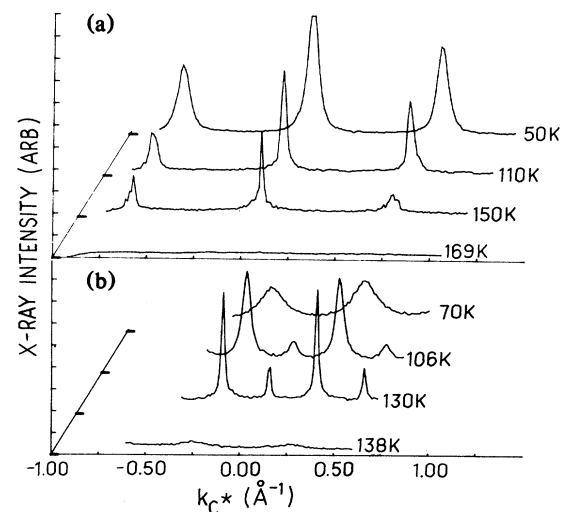 (a)
50K
110K
150K
169K
X-RAY INTENSITY (ARB)
(b)
70K
106K
130K
138K
-1.00 -0.50 0.00 0.50 1.00
k_C* (Å⁻¹)